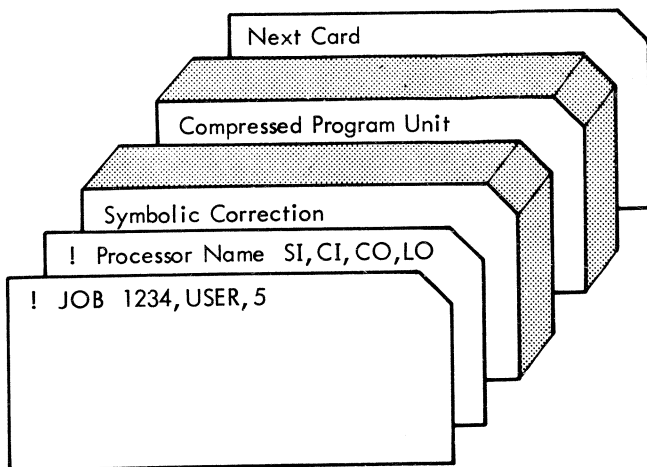 Next Card
Compressed Program Unit
Symbolic Correction
! Processor Name SI, CI, CO, LO
! JOB 1234, USER, 5